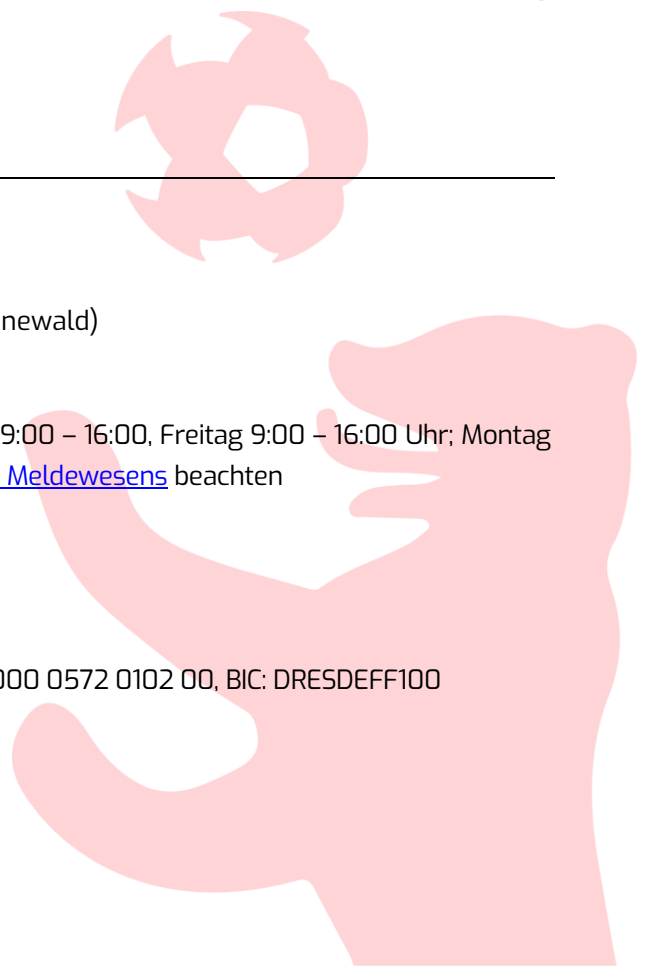 newald)
9:00 – 16:00, Freitag 9:00 – 16:00 Uhr; Montag
Meldewesens beachten
000 0572 0102 00, BIC: DRESDEFF100